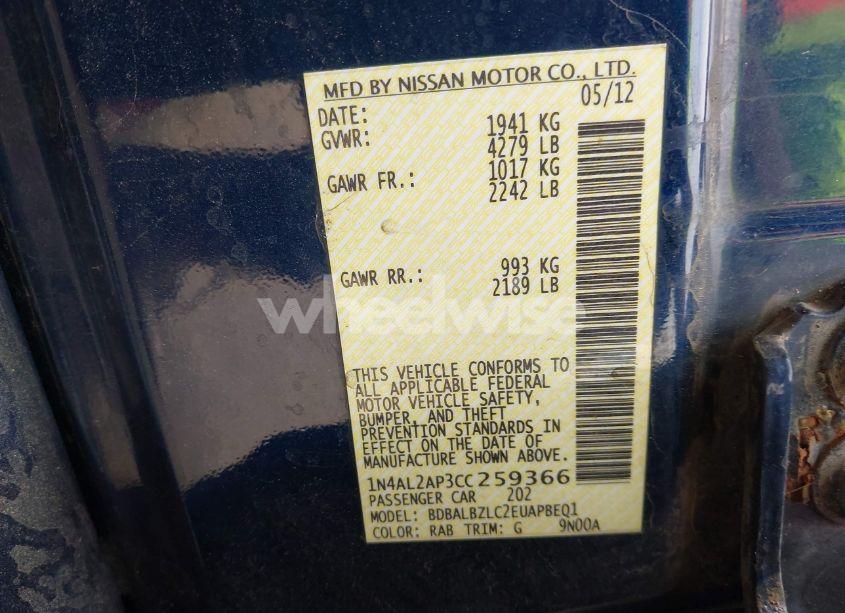 MFD BY NISSAN MOTOR CO., LTD.
DATE: 05/12
GVWR: 1941 KG
4279 LB
GAWR FR.: 1017 KG
2242 LB
GAWR RR.: 993 KG
2189 LB
wheelwise
THIS VEHICLE CONFORMS TO
ALL APPLICABLE FEDERAL
MOTOR VEHICLE SAFETY,
BUMPER, AND THEFT
PREVENTION STANDARDS IN
EFFECT ON THE DATE OF
MANUFACTURE SHOWN ABOVE.
1N4AL2AP3CC259366
PASSENGER CAR 202
MODEL: BDBALBZLC2EUAPBEQ1
COLOR: RAB TRIM: G 9N00A